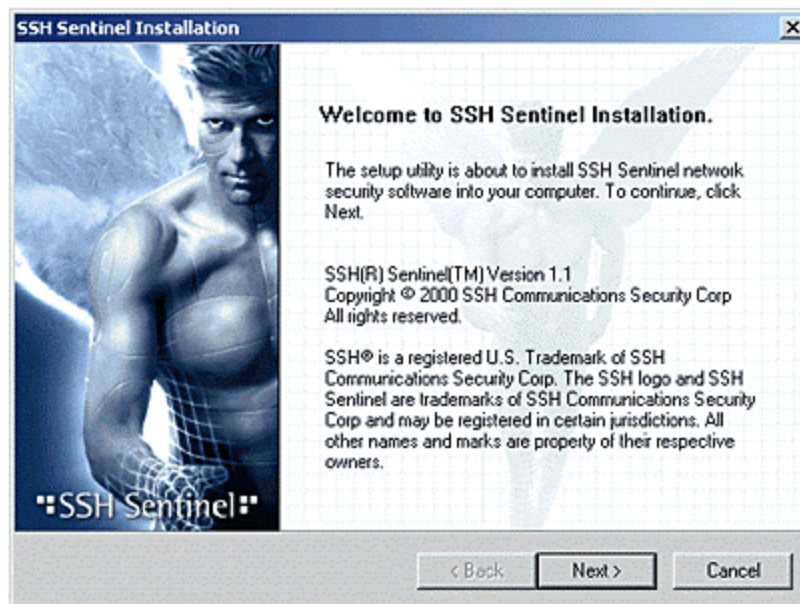 SSH Sentinel Installation
Welcome to SSH Sentinel Installation.
The setup utility is about to install SSH Sentinel network
security software into your computer. To continue, click
Next.
SSH(R) Sentinel(TM) Version 1.1
Copyright © 2000 SSH Communications Security Corp
All rights reserved.
SSH® is a registered U.S. Trademark of SSH
Communications Security Corp. The SSH logo and SSH
Sentinel are trademarks of SSH Communications Security
Corp and may be registered in certain jurisdictions. All
other names and marks are property of their respective
owners.
SSH Sentinel
< Back
Next >
Cancel